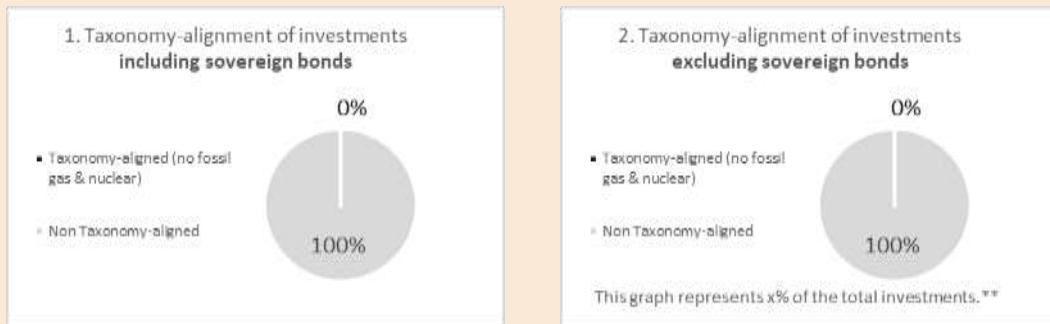 1. Taxonomy-alignment of investments
including sovereign bonds
0%
Taxonomy-aligned (no fossil
gas & nuclear)
Non Taxonomy-aligned
100%
2. Taxonomy-alignment of investments
excluding sovereign bonds
0%
Taxonomy-aligned (no fossil
gas & nuclear)
Non Taxonomy-aligned
100%
This graph represents x% of the total investments.**